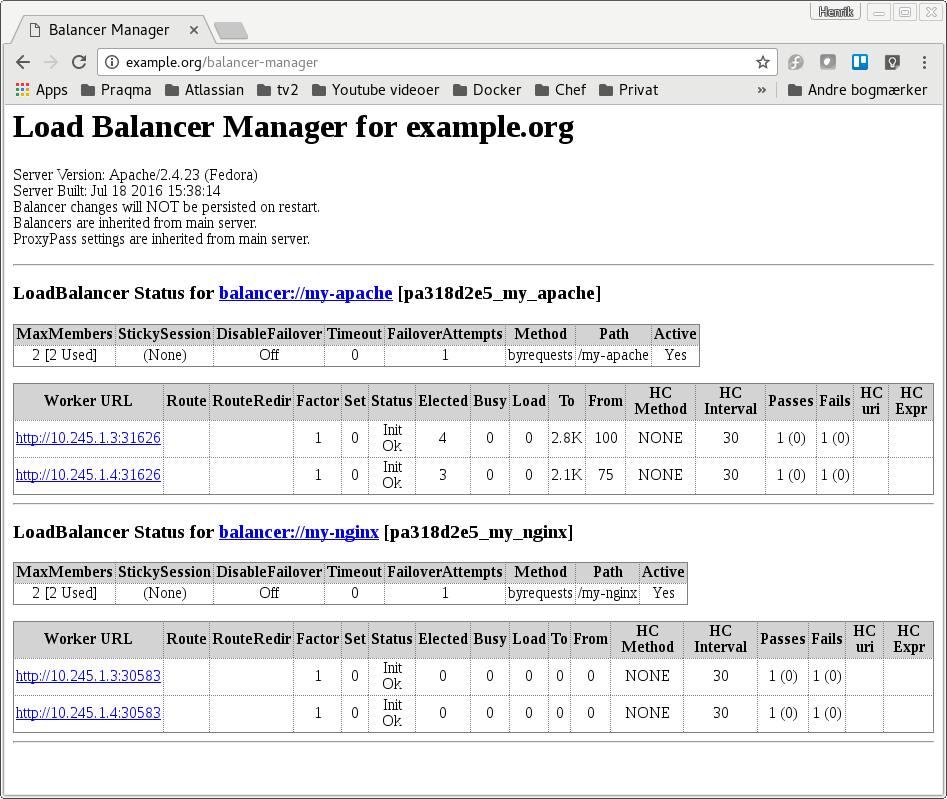 Henrik
Balancer Manager
example.org/balancer-manager
Apps Praqma Atlassian tv2 Youtube videoer Docker Chef Privat » Andre bogmærker
Load Balancer Manager for example.org
Server Version: Apache/2.4.23 (Fedora)
Server Built: Jul 18 2016 15:38:14
Balancer changes will NOT be persisted on restart.
Balancers are inherited from main server.
ProxyPass settings are inherited from main server.
LoadBalancer Status for balancer://my-apache [pa318d2e5_my_apache]
MaxMembers StickySession DisableFailover Timeout FailoverAttempts Method Path Active
2 [2 Used] (None) Off 0 1 byrequests /my-apache Yes
Worker URL Route RouteRedir Factor Set Status Elected Busy Load To From HC Method HC Interval Passes Fails HC uri HC Expr
http://10.245.1.3:31626 1 0 Init Ok 4 0 0 2.8K 100 NONE 30 1 (0) 1 (0)
http://10.245.1.4:31626 1 0 Init Ok 3 0 0 2.1K 75 NONE 30 1 (0) 1 (0)
LoadBalancer Status for balancer://my-nginx [pa318d2e5_my_nginx]
MaxMembers StickySession DisableFailover Timeout FailoverAttempts Method Path Active
2 [2 Used] (None) Off 0 1 byrequests /my-nginx Yes
Worker URL Route RouteRedir Factor Set Status Elected Busy Load To From HC Method HC Interval Passes Fails HC uri HC Expr
http://10.245.1.3:30583 1 0 Init Ok 0 0 0 0 0 NONE 30 1 (0) 1 (0)
http://10.245.1.4:30583 1 0 Init Ok 0 0 0 0 0 NONE 30 1 (0) 1 (0)